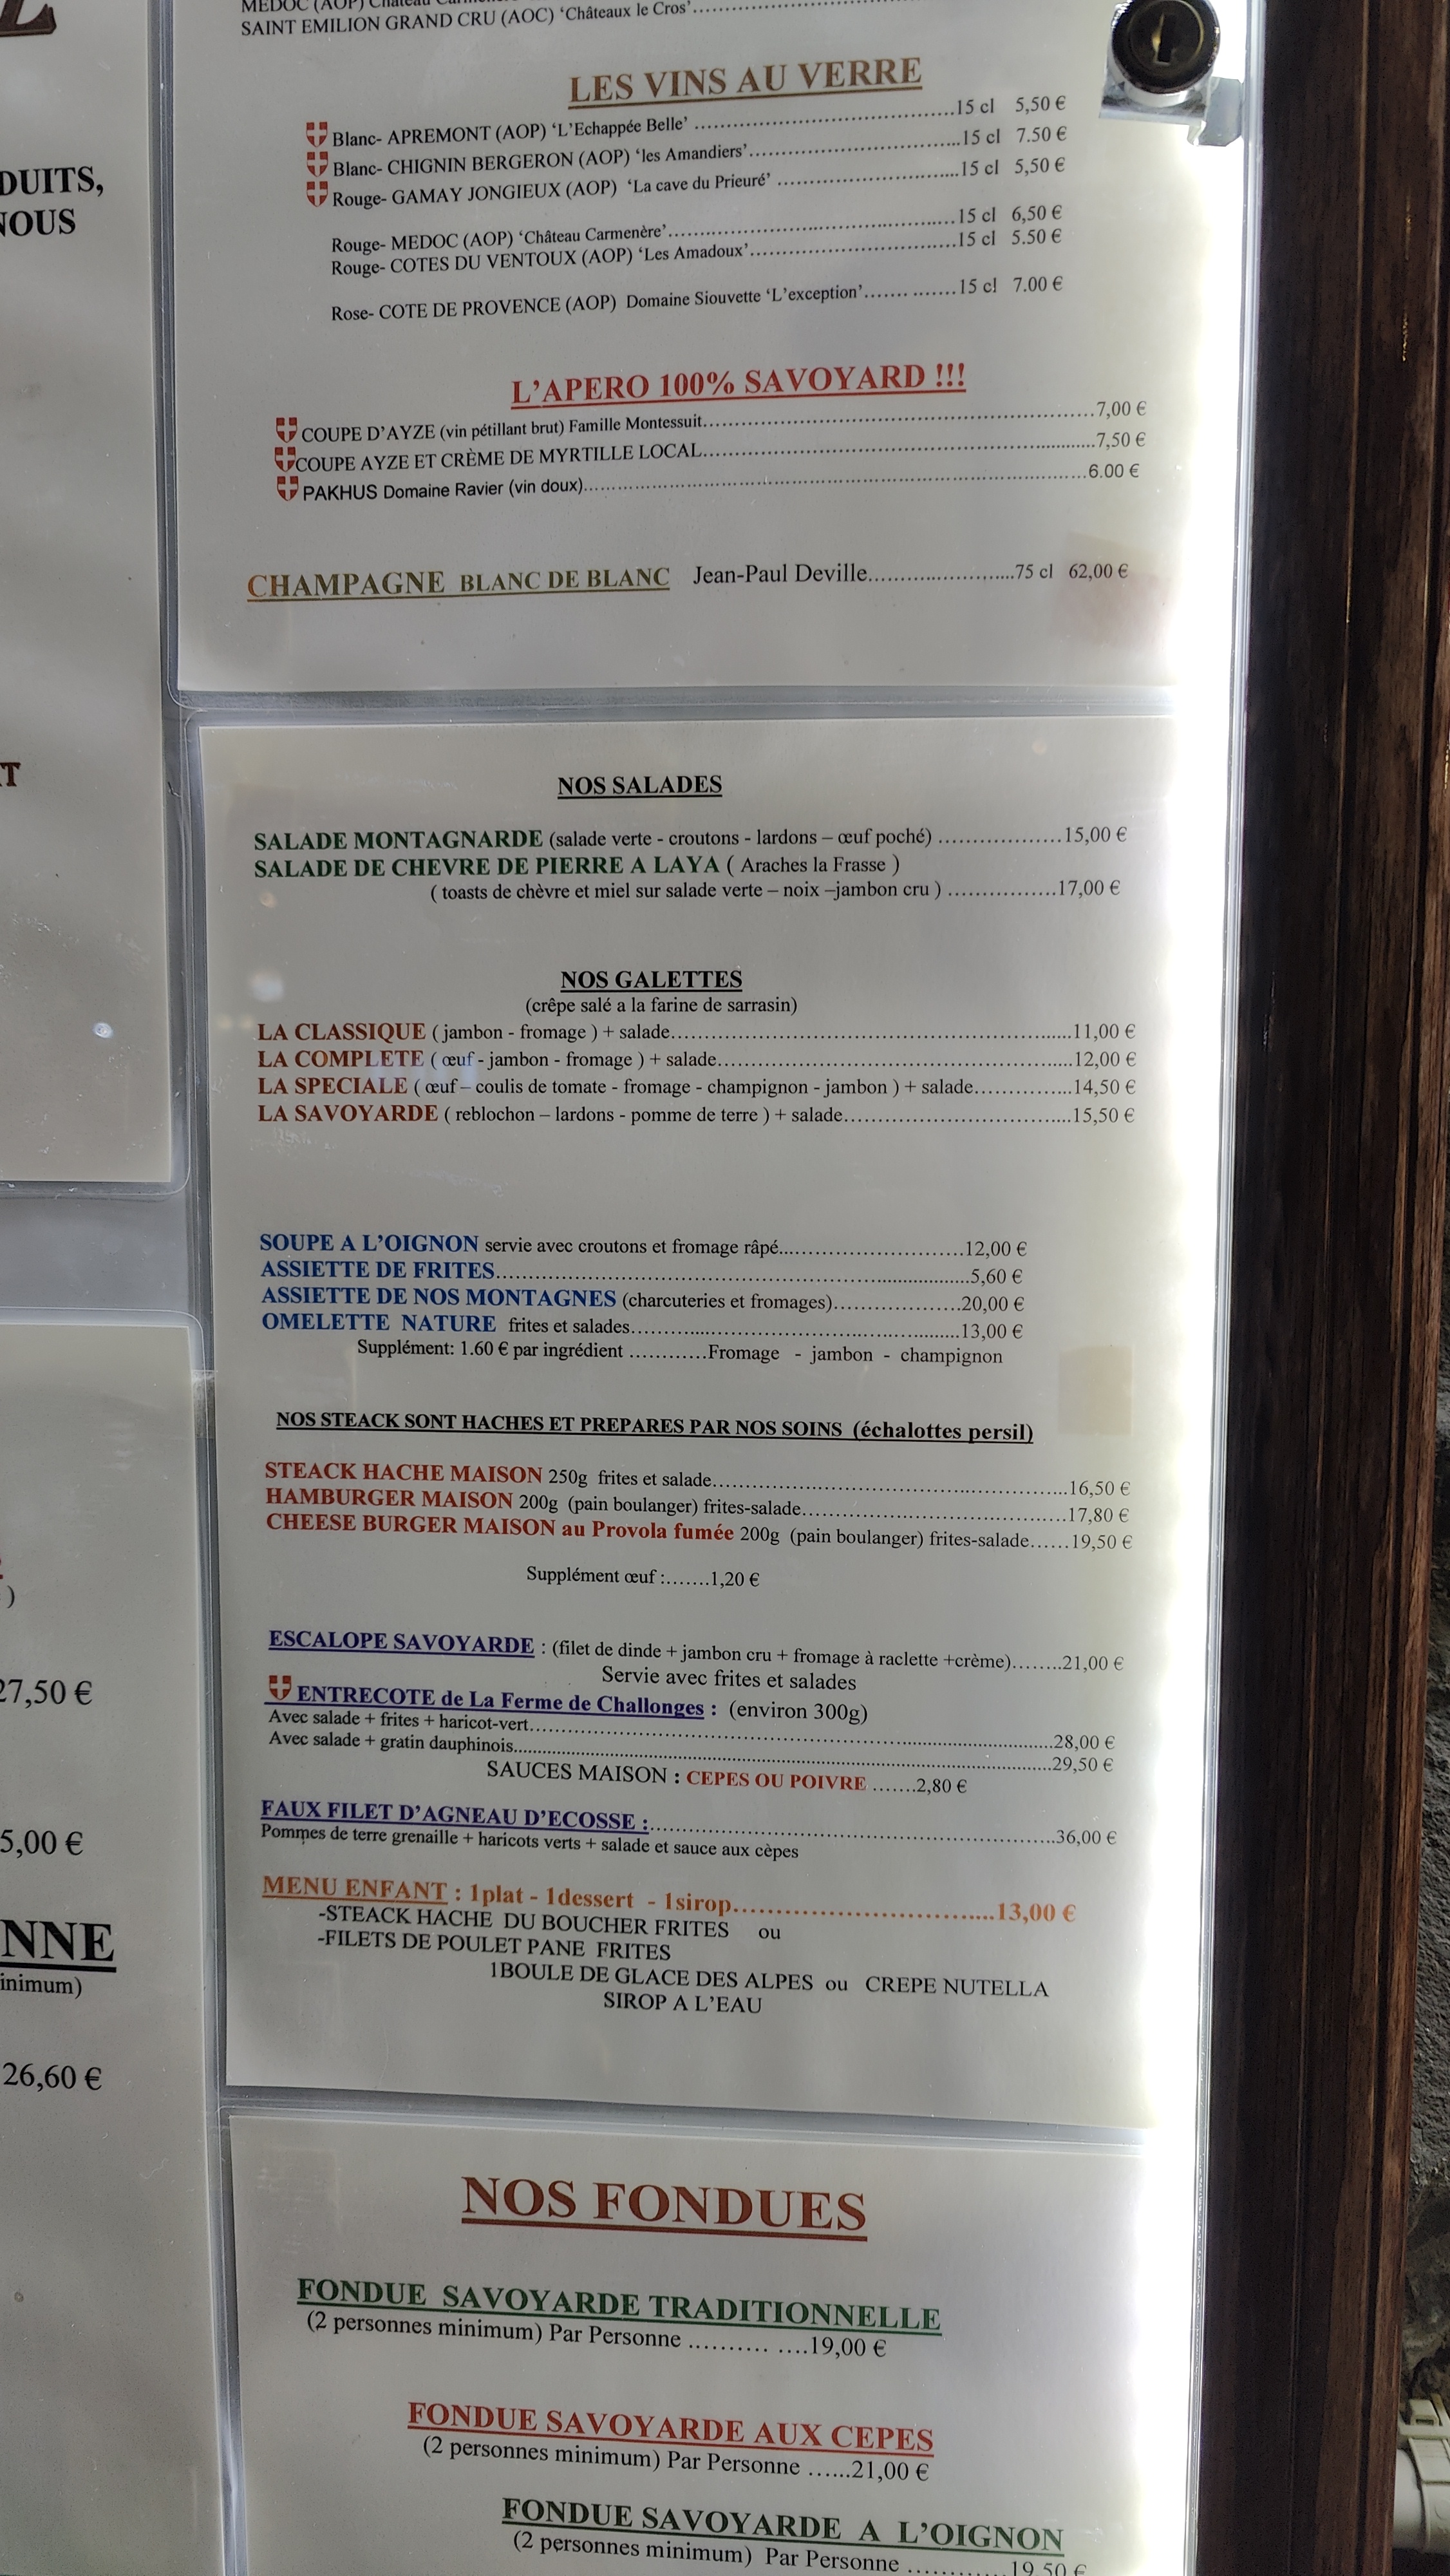 DUITS,
NOUS
T
)
27,50 €
5,00 €
NNE
inimum)
26,60 €
MEDOC (AOP)
SAINT EMILION GRAND CRU (AOC) ‘Châteaux le Cros’
LES VINS AU VERRE
Blanc- APREMONT (AOP) ‘L’Echappée Belle’ ....................15 cl 5,50 €
Blanc- CHIGNIN BERGERON (AOP) ‘les Amandiers’....................15 cl 7.50 €
Rouge- GAMAY JONGIEUX (AOP) ‘La cave du Prieuré’ ....................15 cl 5,50 €
Rouge- MEDOC (AOP) ‘Château Carmenère’....................15 cl 6,50 €
Rouge- COTES DU VENTOUX (AOP) ‘Les Amadoux’....................15 cl 5.50 €
Rose- COTE DE PROVENCE (AOP) Domaine Siouvette ‘L’exception’....... .......15 cl 7.00 €
L’APERO 100% SAVOYARD !!!
COUPE D’AYZE (vin pétillant brut) Famille Montessuit....................7,00 €
COUPE AYZE ET CRÈME DE MYRTILLE LOCAL....................7,50 €
PAKHUS Domaine Ravier (vin doux)....................6.00 €
CHAMPAGNE BLANC DE BLANC Jean-Paul Deville....................75 cl 62,00 €
NOS SALADES
SALADE MONTAGNARDE (salade verte - croutons - lardons – œuf poché) ..................15,00 €
SALADE DE CHEVRE DE PIERRE A LAYA ( Araches la Frasse )
( toasts de chèvre et miel sur salade verte – noix –jambon cru ) ................17,00 €
NOS GALETTES
(crêpe salé a la farine de sarrasin)
LA CLASSIQUE ( jambon - fromage ) + salade....................11,00 €
LA COMPLETE ( œuf - jambon - fromage ) + salade....................12,00 €
LA SPECIALE ( œuf – coulis de tomate - fromage - champignon - jambon ) + salade...............14,50 €
LA SAVOYARDE ( reblochon – lardons - pomme de terre ) + salade....................15,50 €
SOUPE A L’OIGNON servie avec croutons et fromage râpé....................12,00 €
ASSIETTE DE FRITES....................5,60 €
ASSIETTE DE NOS MONTAGNES (charcuteries et fromages)...................20,00 €
OMELETTE NATURE frites et salades....................13,00 €
Supplément: 1.60 € par ingrédient ............Fromage - jambon - champignon
NOS STEACK SONT HACHES ET PREPARES PAR NOS SOINS (échalottes persil)
STEACK HACHE MAISON 250g frites et salade....................16,50 €
HAMBURGER MAISON 200g (pain boulanger) frites-salade....................17,80 €
CHEESE BURGER MAISON au Provola fumée 200g (pain boulanger) frites-salade......19,50 €
Supplément œuf :.......1,20 €
ESCALOPE SAVOYARDE : (filet de dinde + jambon cru + fromage à raclette +crème)........21,00 €
Servie avec frites et salades
ENTRECOTE de La Ferme de Challonges : (environ 300g)
Avec salade + frites + haricot-vert....................28,00 €
Avec salade + gratin dauphinois....................29,50 €
SAUCES MAISON : CEPES OU POIVRE .......2,80 €
FAUX FILET D’AGNEAU D’ECOSSE :....................36,00 €
Pommes de terre grenaille + haricots verts + salade et sauce aux cèpes
MENU ENFANT : 1plat - 1dessert - 1sirop....................13,00 €
-STEACK HACHE DU BOUCHER FRITES ou
-FILETS DE POULET PANE FRITES
1BOULE DE GLACE DES ALPES ou CREPE NUTELLA
SIROP A L’EAU
NOS FONDUES
FONDUE SAVOYARDE TRADITIONNELLE
(2 personnes minimum) Par Personne .......... ....19,00 €
FONDUE SAVOYARDE AUX CEPES
(2 personnes minimum) Par Personne ......21,00 €
FONDUE SAVOYARDE A L’OIGNON
(2 personnes minimum) Par Personne ............19,50 €